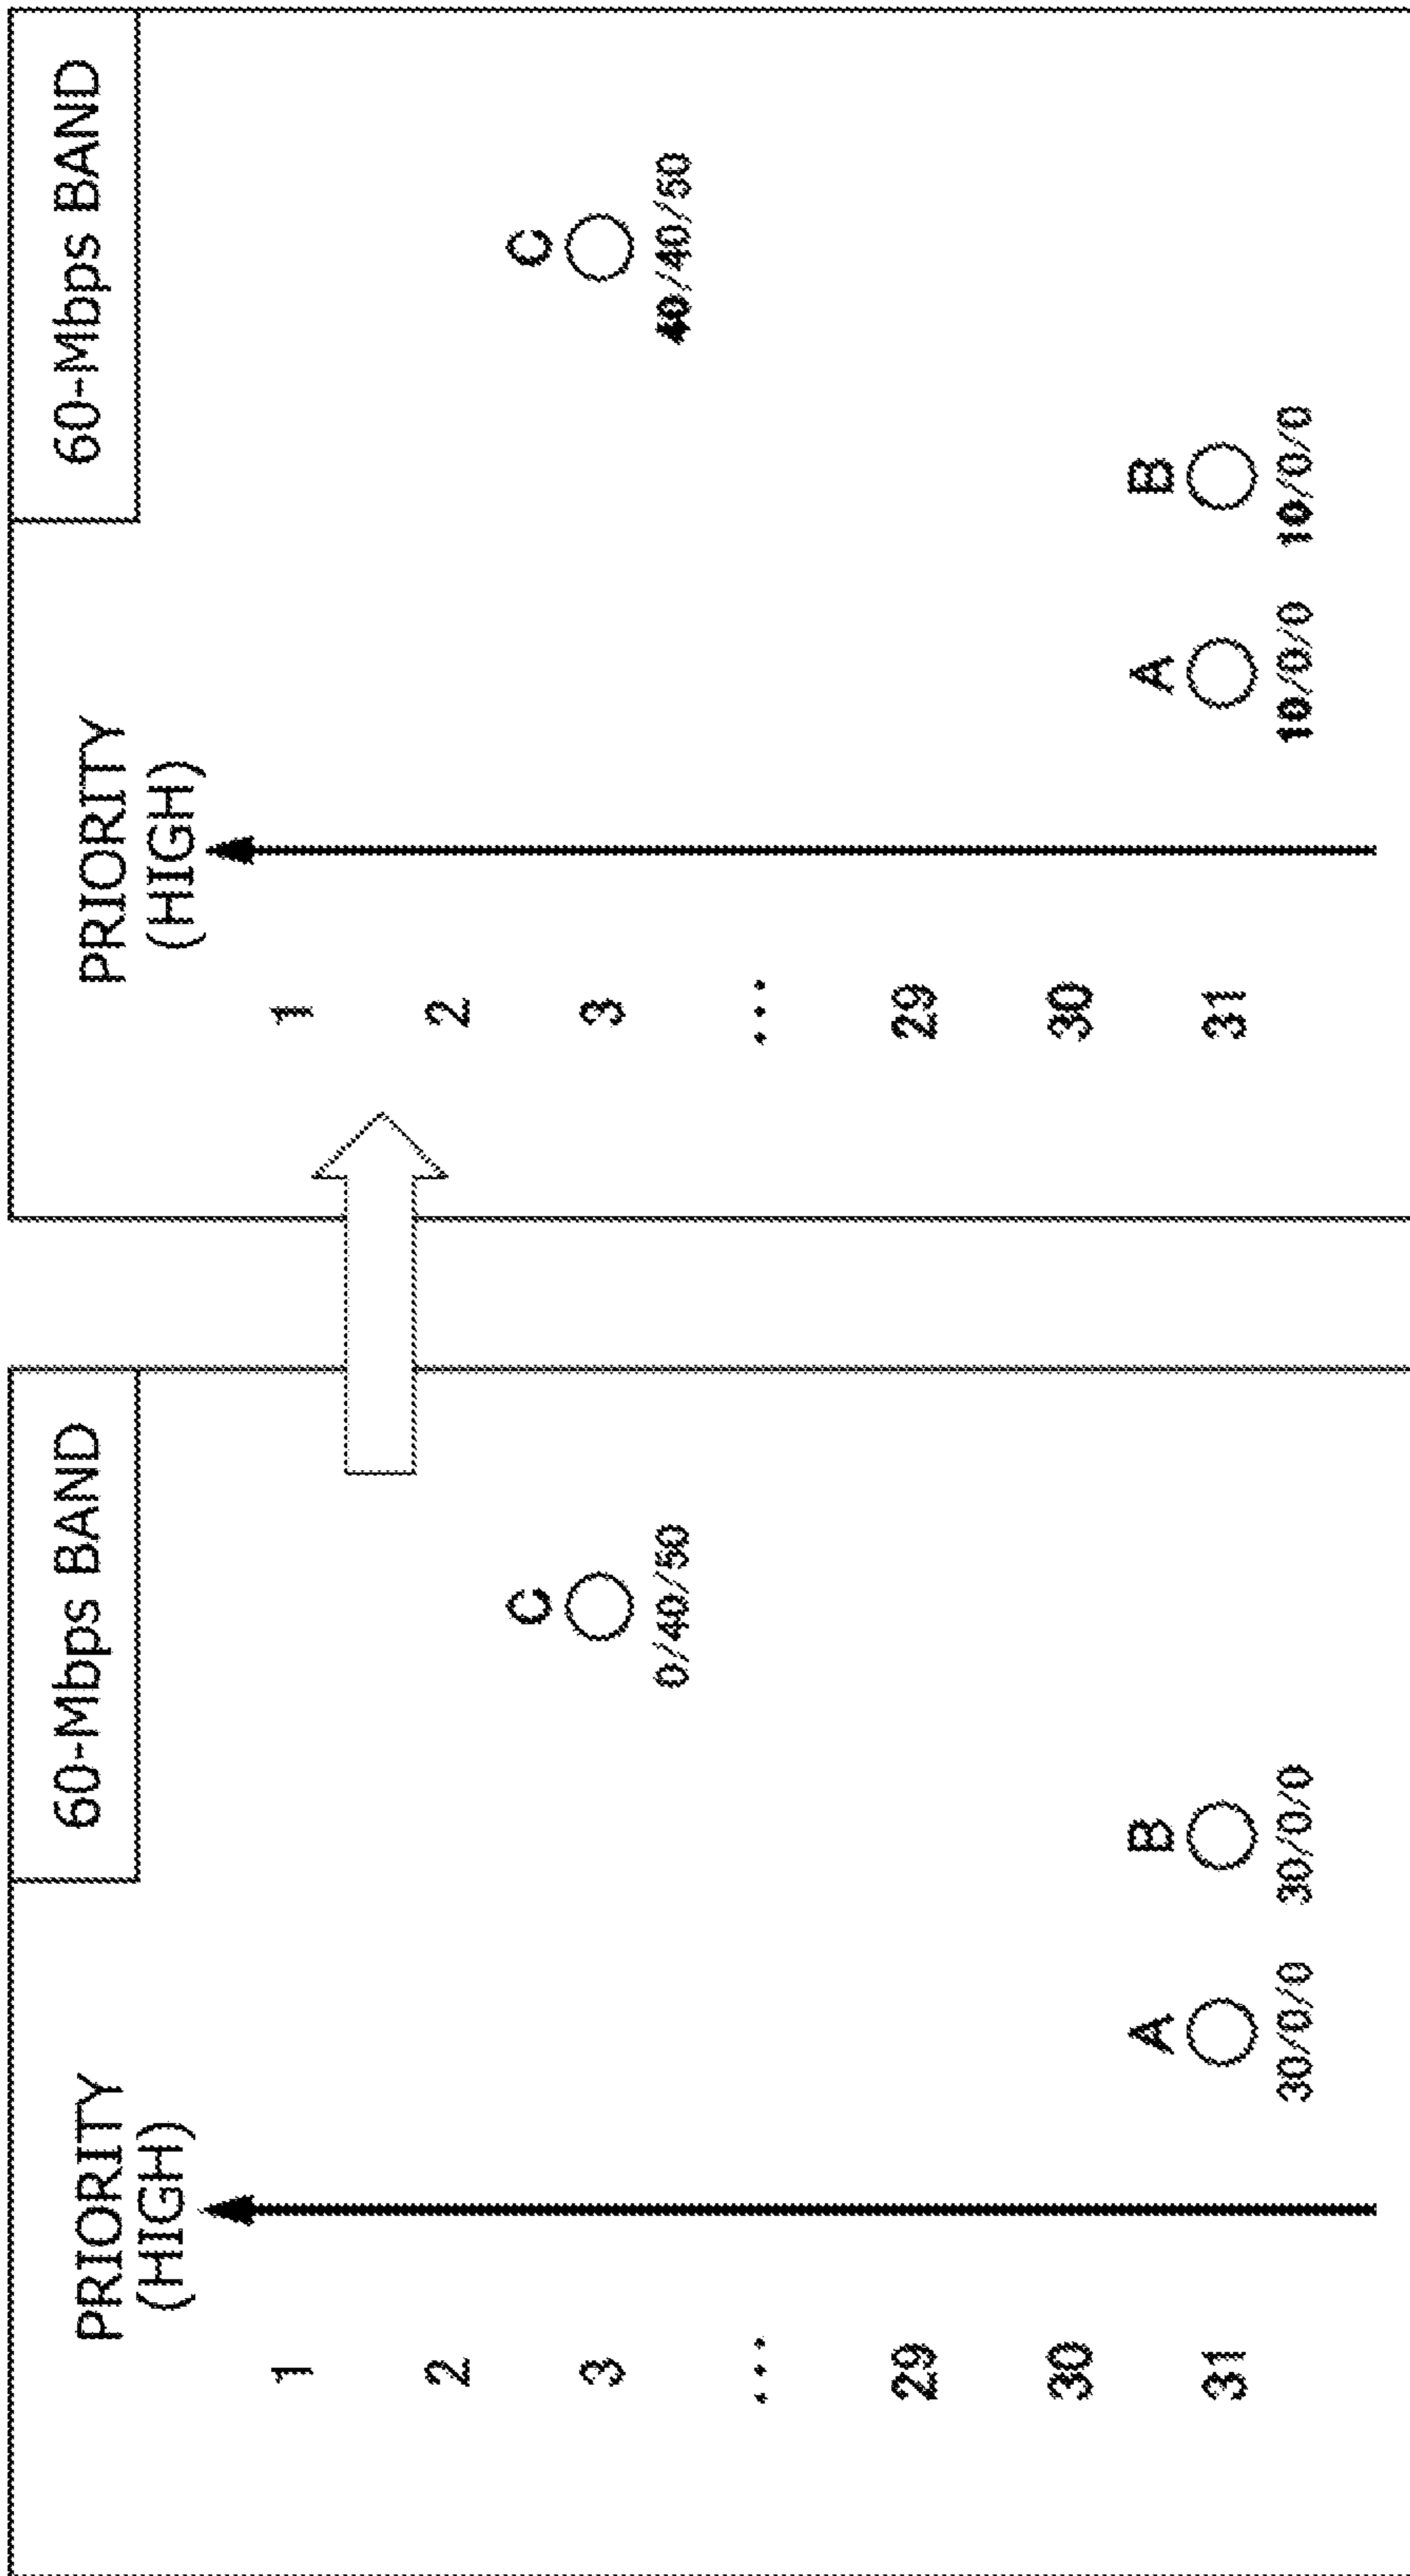 60-Mbps BAND
PRIORITY
(HIGH)
1
2
3
...
29
30
31
C
0/40/50
A
B
30/0/0
30/0/0
60-Mbps BAND
PRIORITY
(HIGH)
1
2
3
...
29
30
31
C
40/40/50
A
B
10/0/0
10/0/0